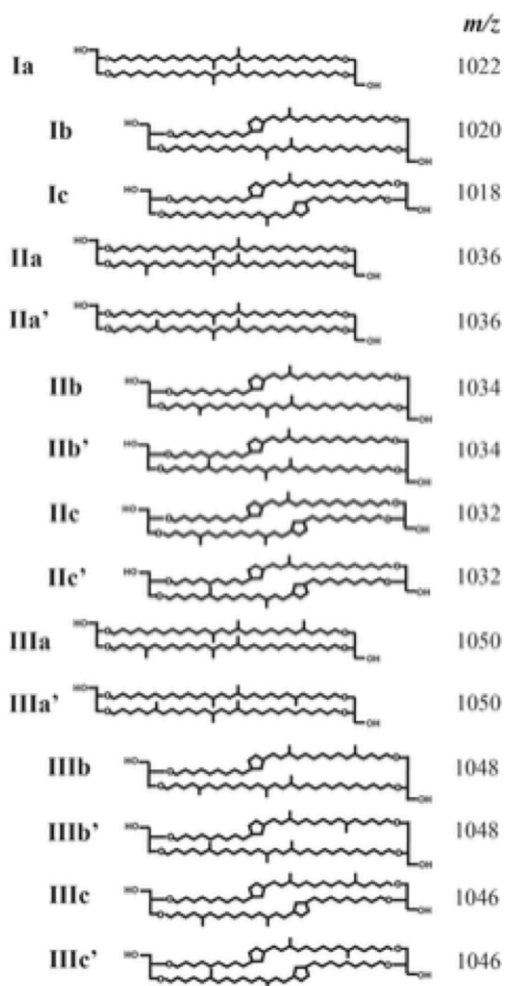 m/z
Ia HO O O O O OH 1022
Ib HO O O O O OH 1020
Ic HO O O O O OH 1018
IIa HO O O O O OH 1036
IIa' HO O O O O OH 1036
IIb HO O O O O OH 1034
IIb' HO O O O O OH 1034
IIc HO O O O O OH 1032
IIc' HO O O O O OH 1032
IIIa HO O O O O OH 1050
IIIa' HO O O O O OH 1050
IIIb HO O O O O OH 1048
IIIb' HO O O O O OH 1048
IIIc HO O O O O OH 1046
IIIc' HO O O O O OH 1046